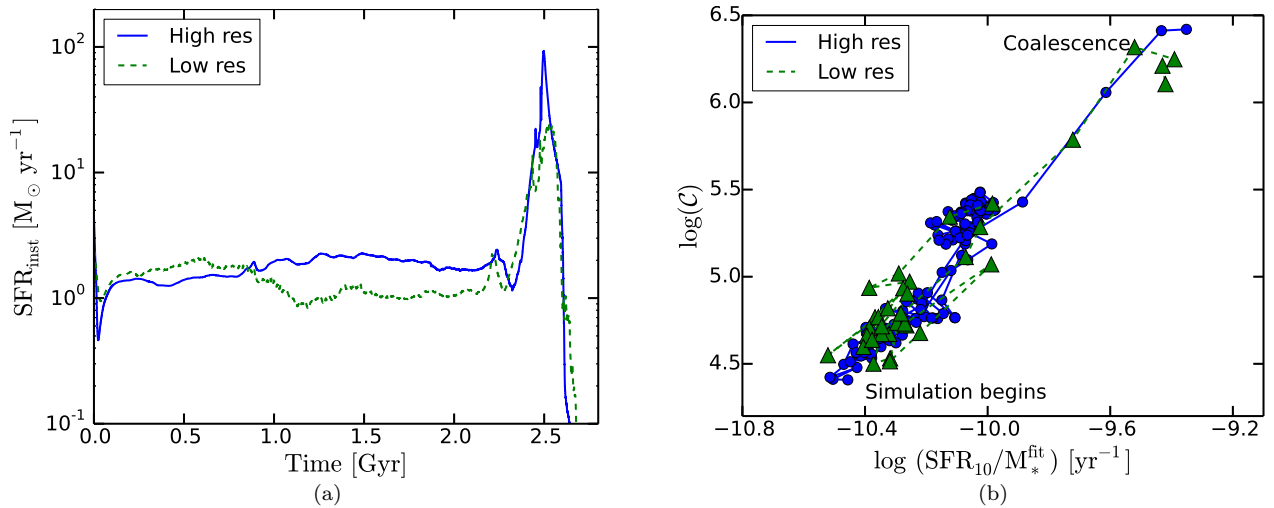 High res
Low res
10²
10¹
10⁰
10⁻¹
SFR_inst [M_⊙ yr⁻¹]
0.0 0.5 1.0 1.5 2.0 2.5
Time [Gyr]
(a)
High res
Low res
Coalescence
Simulation begins
6.5
6.0
5.5
5.0
4.5
log(𝒞)
−10.8 −10.4 −10.0 −9.6 −9.2
log (SFR₁₀/M_*^fit) [yr⁻¹]
(b)